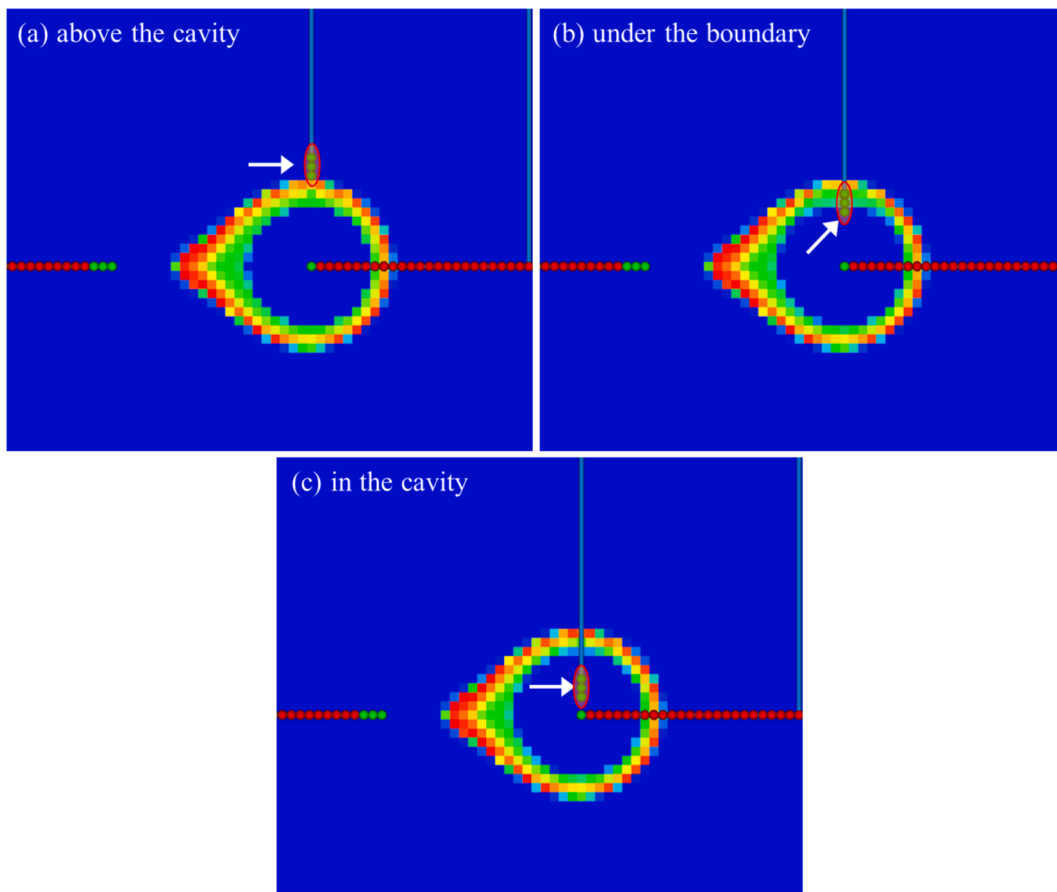 (a) above the cavity
(b) under the boundary
(c) in the cavity